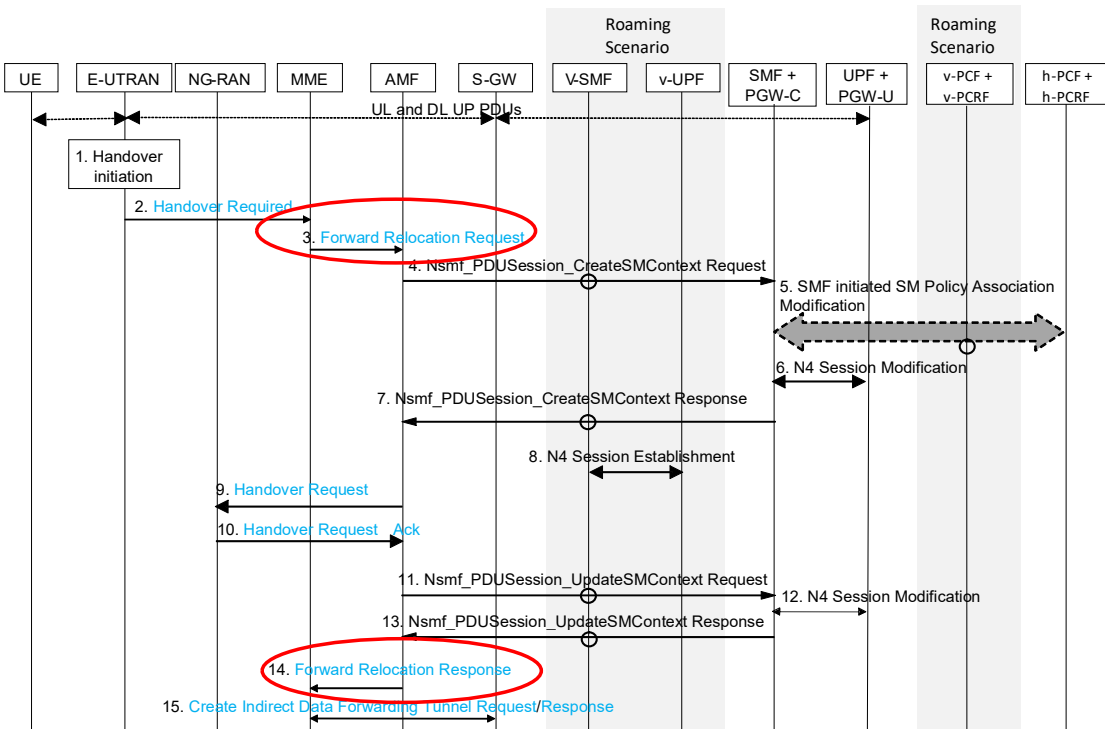 Roaming
Scenario
Roaming
Scenario
UE
E-UTRAN
NG-RAN
MME
AMF
S-GW
V-SMF
v-UPF
SMF +
PGW-C
UPF +
PGW-U
v-PCF +
v-PCRF
h-PCF +
h-PCRF
UL and DL UP PDUs
1. Handover
initiation
2. Handover Required
3. Forward Relocation Request
4. Nsmf_PDUSession_CreateSMContext Request
5. SMF initiated SM Policy Association
Modification
6. N4 Session Modification
7. Nsmf_PDUSession_CreateSMContext Response
8. N4 Session Establishment
9. Handover Request
10. Handover Request Ack
11. Nsmf_PDUSession_UpdateSMContext Request
12. N4 Session Modification
13. Nsmf_PDUSession_UpdateSMContext Response
14. Forward Relocation Response
15. Create Indirect Data Forwarding Tunnel Request/Response